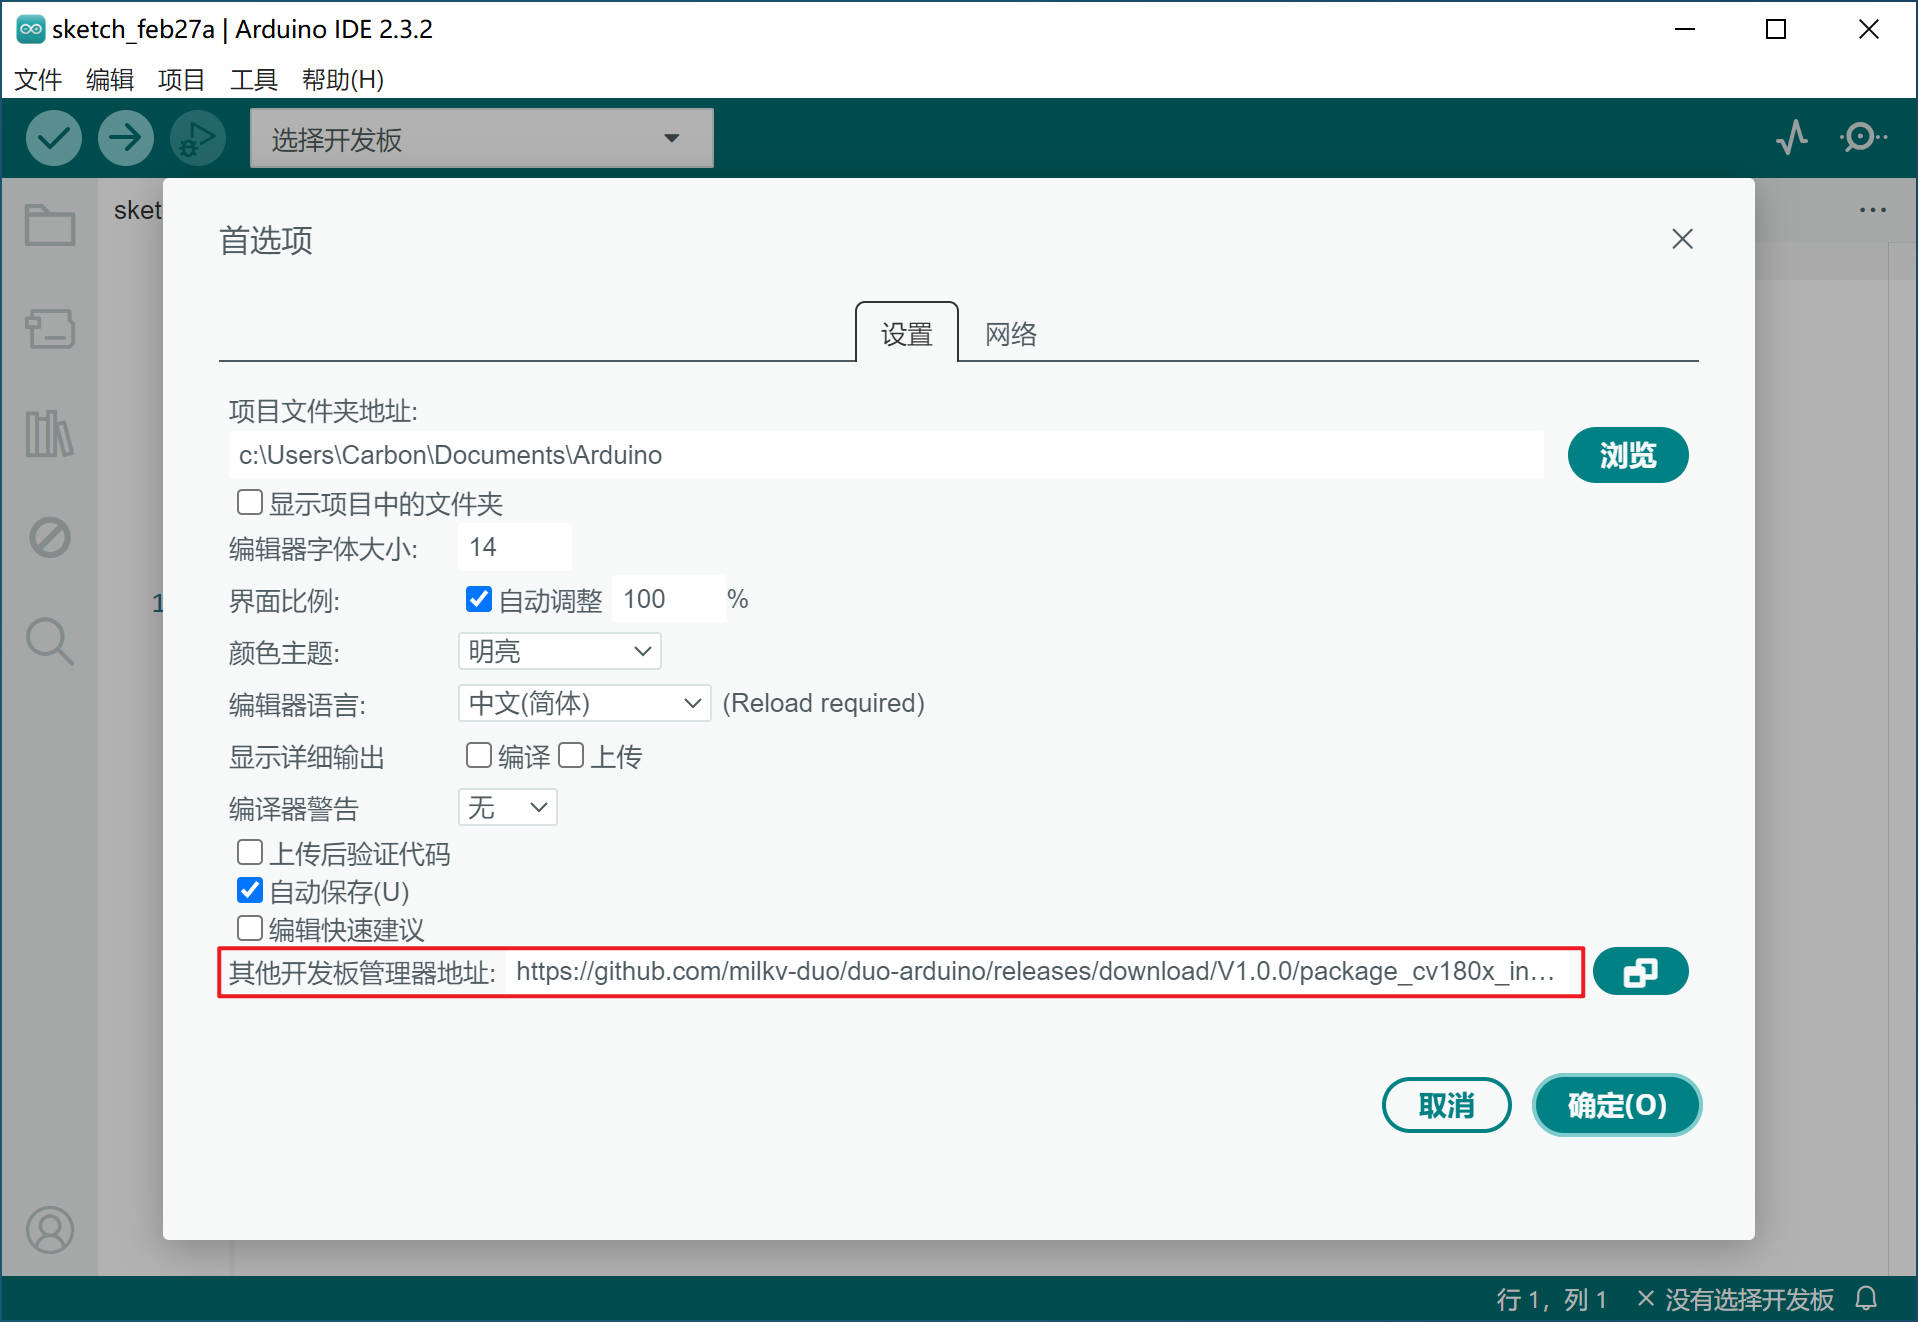 sketch_feb27a | Arduino IDE 2.3.2
文件 编辑 项目 工具 帮助(H)
选择开发板
sket
首选项
设置 网络
项目文件夹地址:
c:\Users\Carbon\Documents\Arduino
浏览
显示项目中的文件夹
编辑器字体大小: 14
界面比例: 自动调整 100 %
颜色主题: 明亮
1
编辑器语言: 中文(简体) (Reload required)
显示详细输出 编译 上传
编译器警告 无
上传后验证代码
自动保存(U)
编辑快速建议
其他开发板管理器地址: https://github.com/milkv-duo/duo-arduino/releases/download/V1.0.0/package_cv180x_in...
取消 确定(O)
行 1，列 1 没有选择开发板